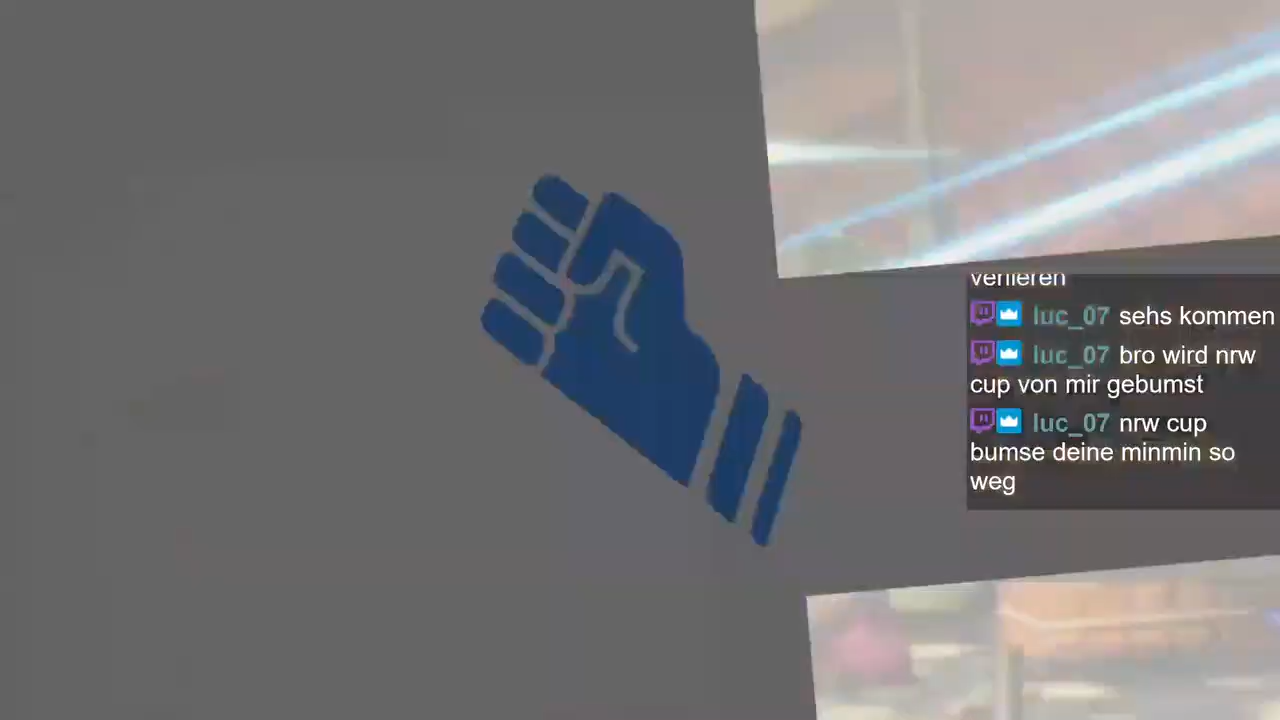 verlieren
luc_07 sehs kommen
luc_07 bro wird nrw
cup von mir gebumst
luc_07 nrw cup
bumse deine minmin so
weg